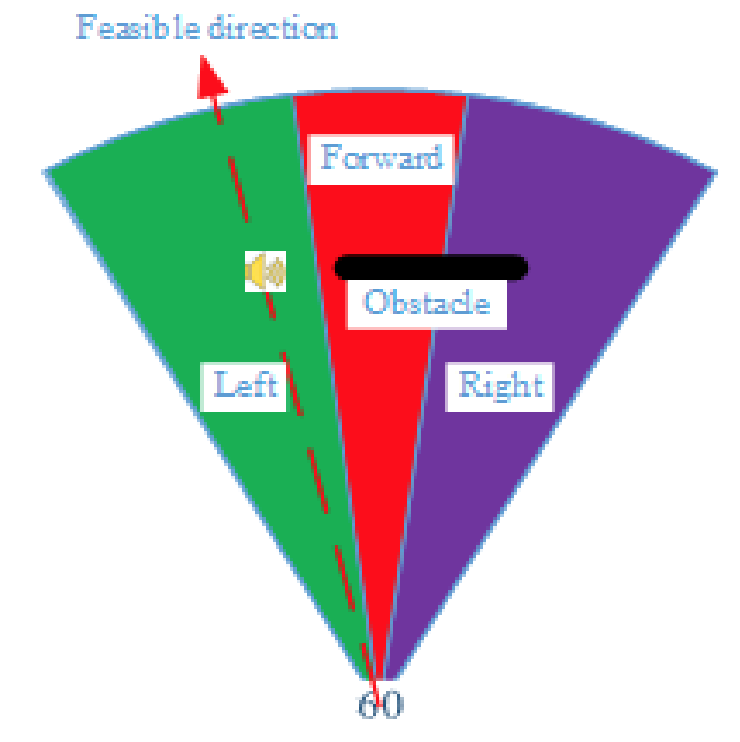 Feasible direction
Forward
Obstacle
Left
Right
60